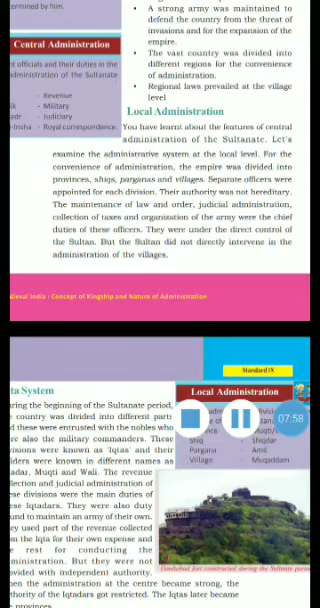 ermined by him.
• A strong army was maintained to
defend the country from the threat of
invasions and for the expansion of the
empire.
• The vast country was divided into
different regions for the convenience
of administration.
• Regional laws prevailed at the village
level
Central Administration
t officials and their duties in the
dministration of the Sultanate
- Revenue
- Military
- Judiciary
- Royal correspondence.
Local Administration
You have learnt about the features of central
administration of the Sultanate. Let's
examine the administrative system at the local level. For the
convenience of administration, the empire was divided into
provinces, shiqs, parganas and villages. Separate officers were
appointed for each division. Their authority was not hereditary.
The maintenance of law and order, judicial administration,
collection of taxes and organization of the army were the chief
duties of these officers. They were under the direct control of
the Sultan. But the Sultan did not directly intervene in the
administration of the villages.
dieval India : Concept of Kingship and Nature of Administration
Standard IX
ta System
uring the beginning of the Sultanate period,
country was divided into different parts
d these were entrusted with the nobles who
re also the military commanders. These
visions were known as 'Iqtas' and their
lders were known in different names as
adar, Muqti and Wali. The revenue
llection and judicial administration of
ese divisions were the main duties of
ese Iqtadars. They were also duty
und to maintain an army of their own.
ey used part of the revenue collected
m the Iqta for their own expense and
rest for conducting the
ministration. But they were not
ovided with independent authority.
hen the administration at the centre became strong, the
thority of the Iqtadars got restricted. The Iqtas later became
provinces.
Local Administration
07:58
Shiq - Shiqdar
Pargana - Amil
Village - Muqaddam
Daulatabad fort constructed during the Sultanate period